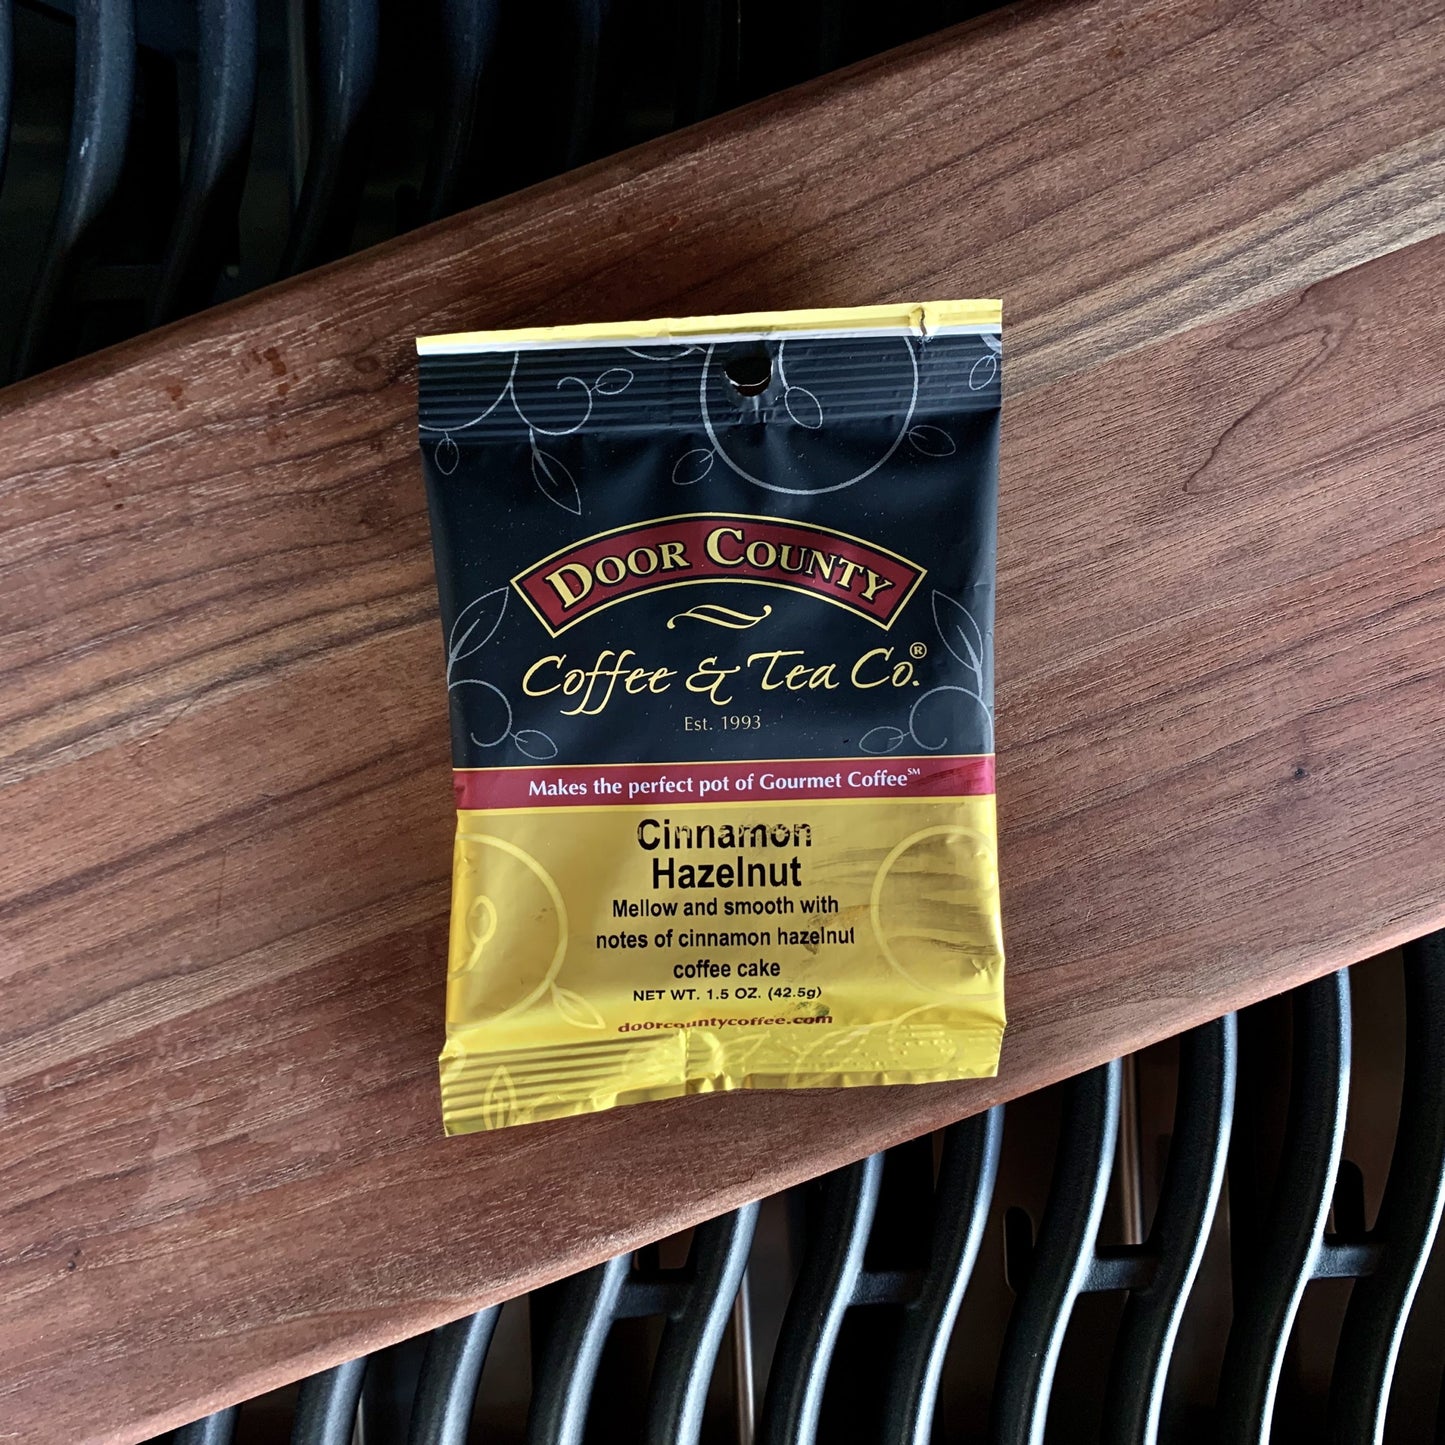 DOOR COUNTY
Coffee & Tea Co.®
Est. 1993
Makes the perfect pot of Gourmet Coffee℠
Cinnamon
Hazelnut
Mellow and smooth with
notes of cinnamon hazelnut
coffee cake
NET WT. 1.5 OZ. (42.5g)
do0rcountycoffee.com